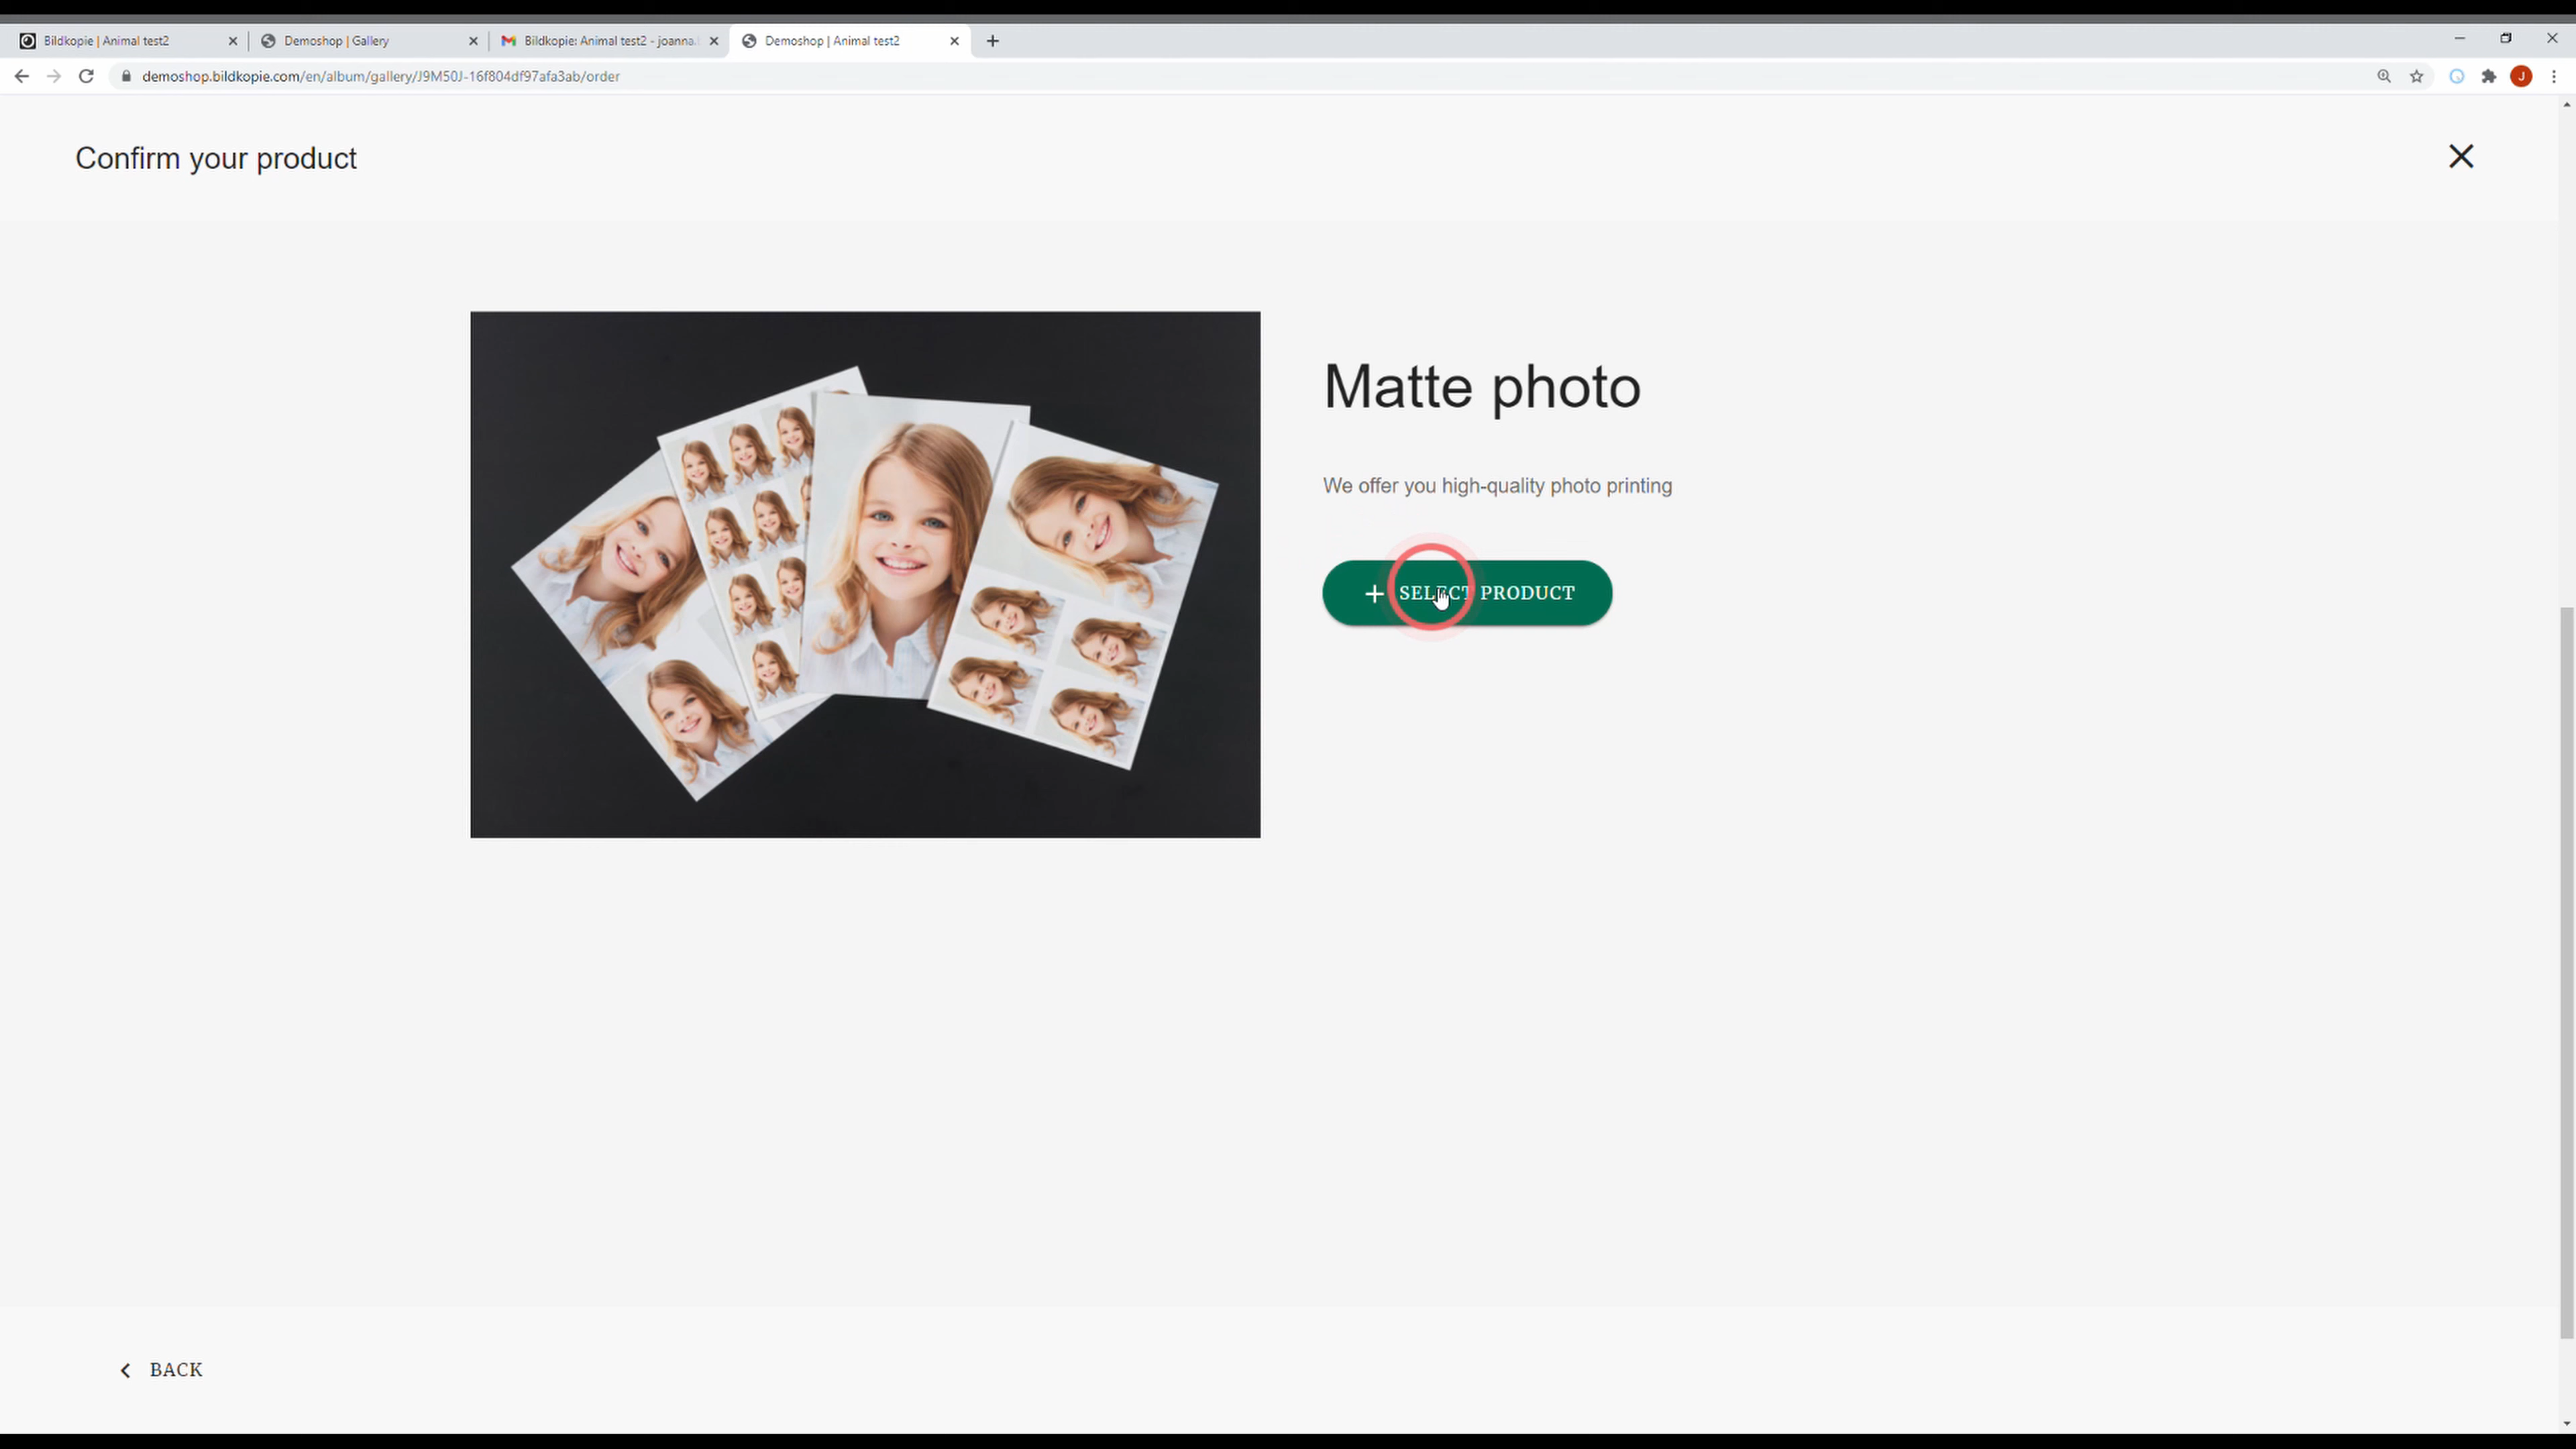 Bildkopie | Animal test2
Demoshop | Gallery
Bildkopie: Animal test2 - joanna.
Demoshop | Animal test2
demoshop.bildkopie.com/en/album/gallery/J9M50J-16f804df97afa3ab/order
J
Confirm your product
Matte photo
We offer you high-quality photo printing
SELECT PRODUCT
BACK